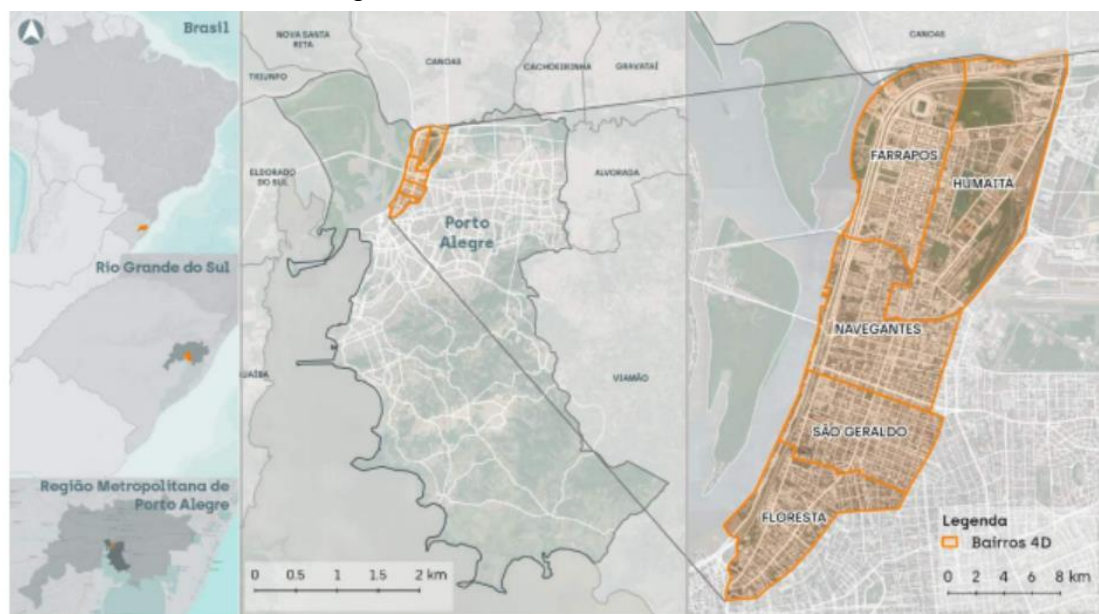 Brasil
Rio Grande do Sul
Região Metropolitana de
Porto Alegre
NOVA SANTA
RITA
CANOAS
CACHOEIRINHA
GRAVATAÍ
TRIUNFO
ELDORADO
DO SUL
ALVORADA
Porto
Alegre
VIAMÃO
0 0.5 1 1.5 2 km
CANOAS
FARRAPOS
HUMAITÁ
NAVEGANTES
SÃO GERALDO
FLORESTA
Legenda
Bairros 4D
0 2 4 6 8 km